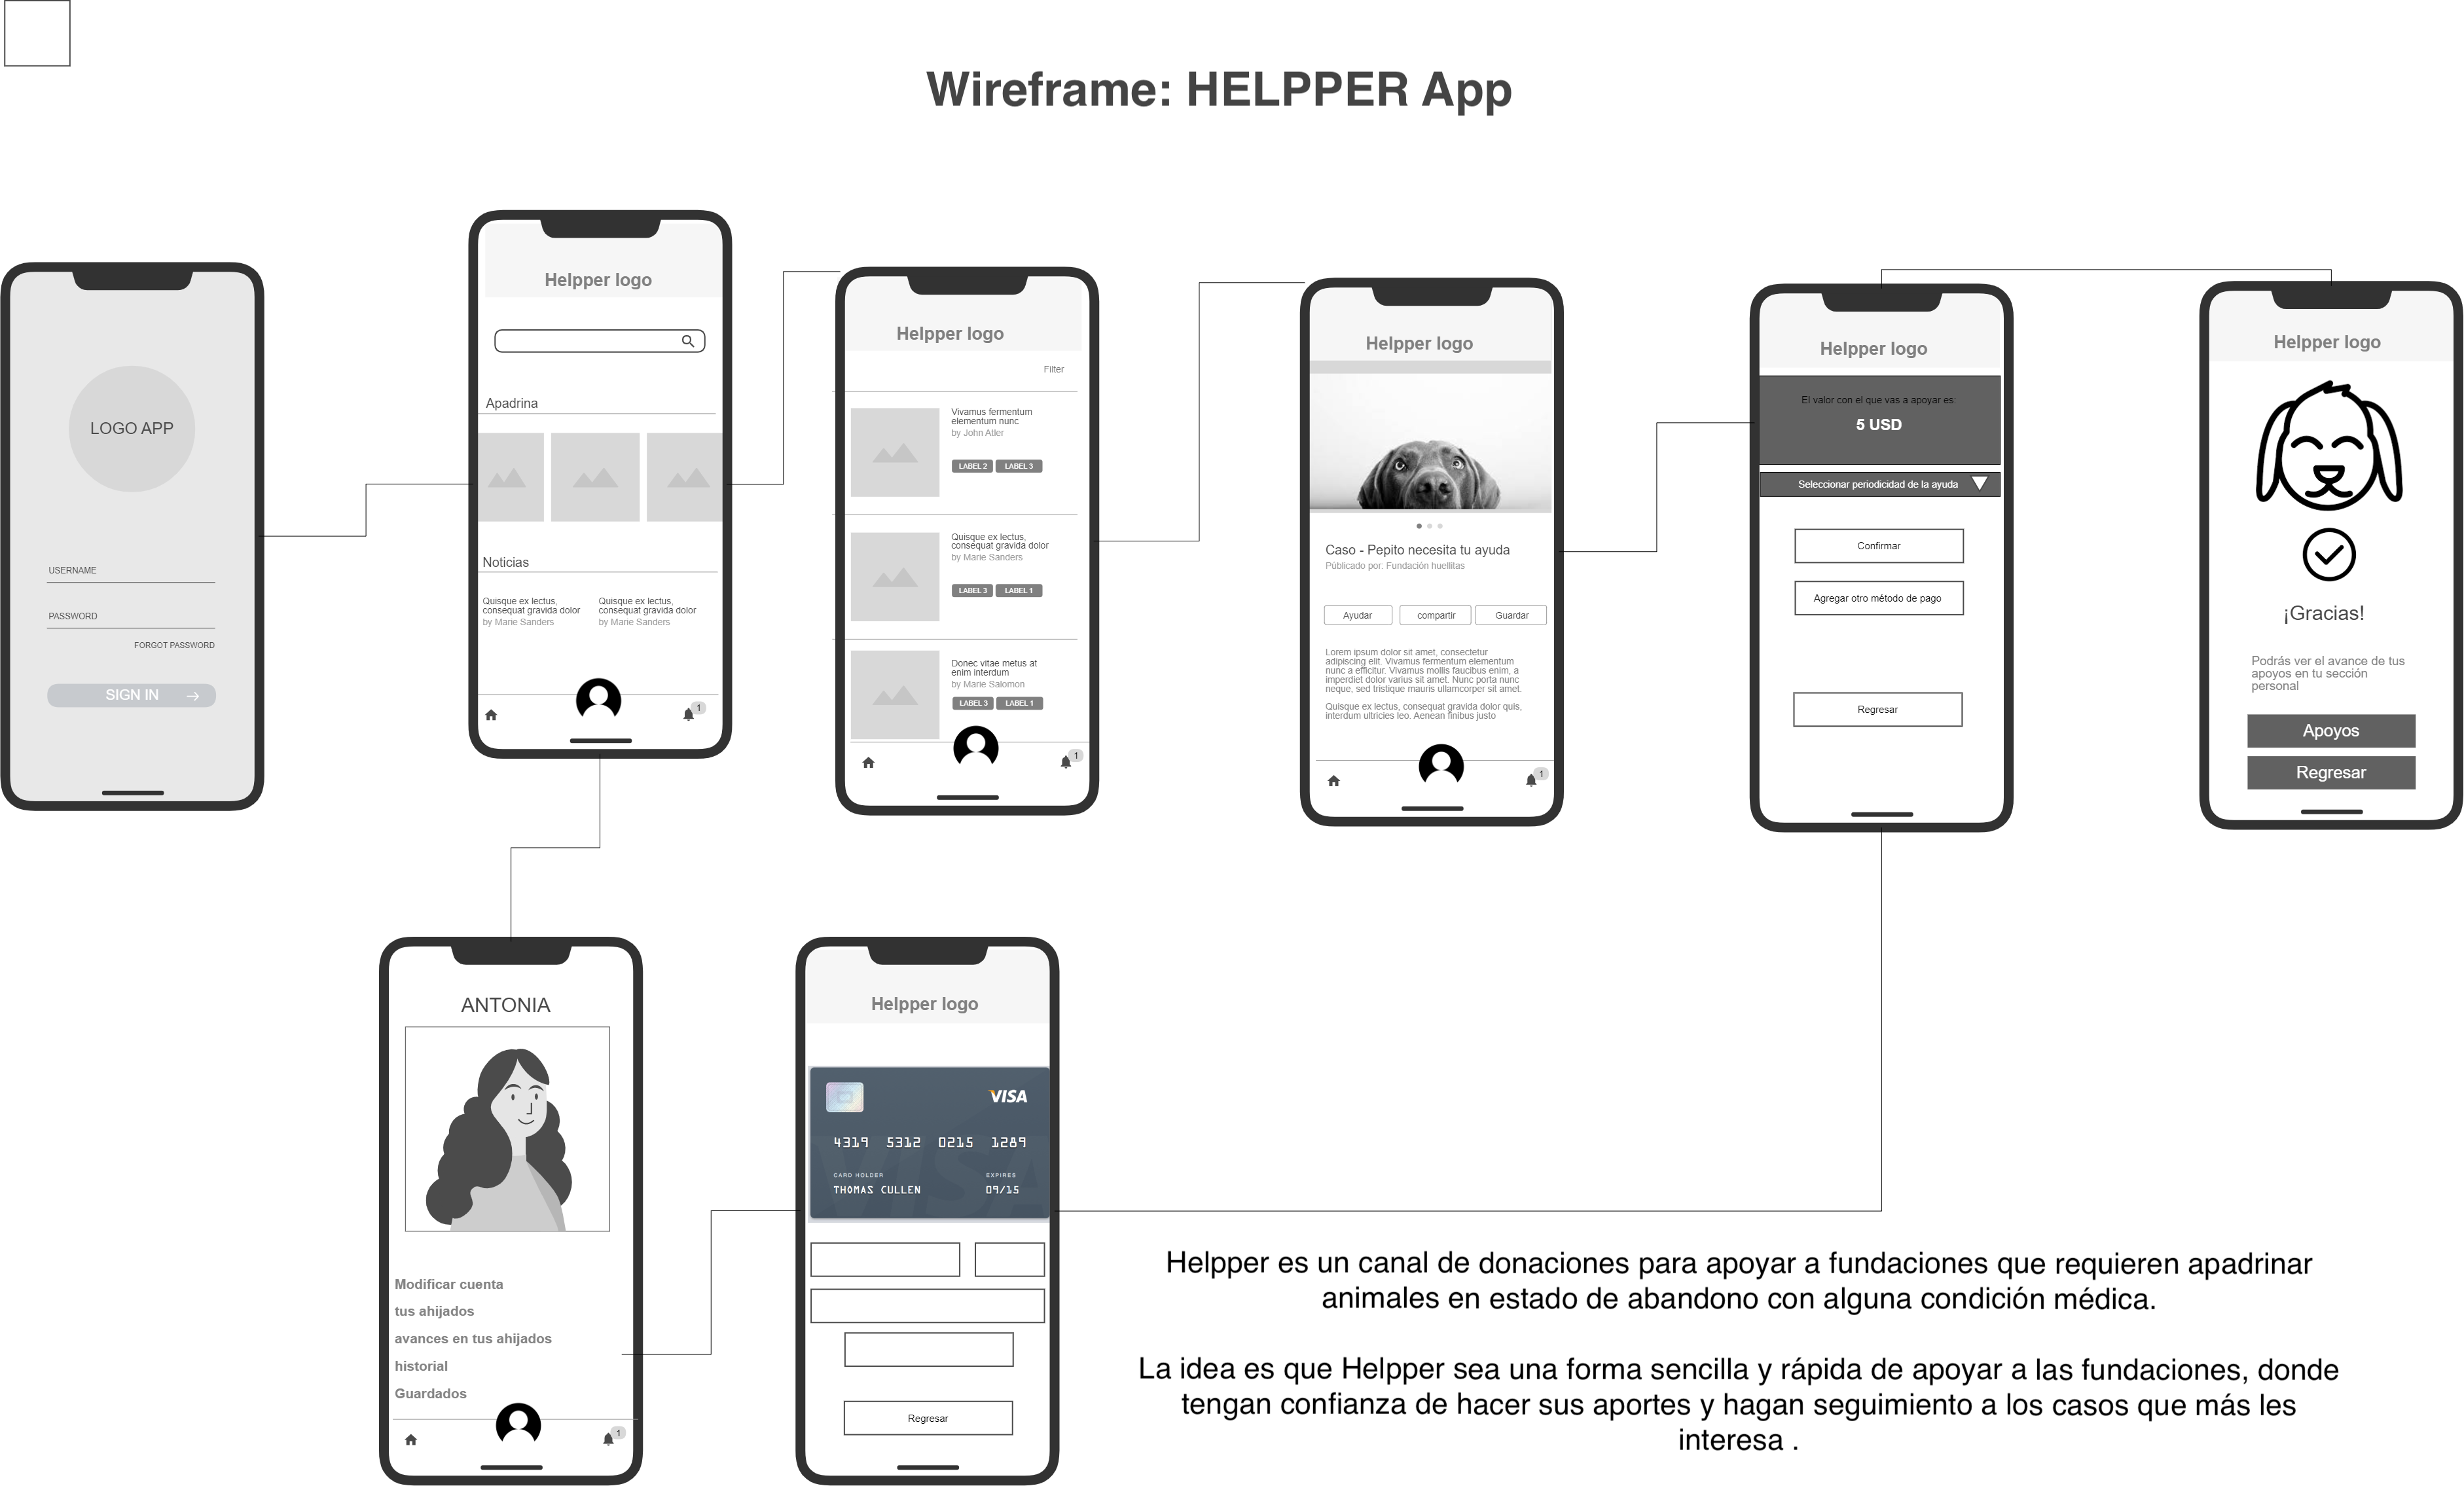 Wireframe: HELPPER App
LOGO APP
USERNAME
PASSWORD
FORGOT PASSWORD
SIGN IN
Helpper logo
Apadrina
Noticias
Quisque ex lectus,
consequat gravida dolor
by Marie Sanders
Quisque ex lectus,
consequat gravida dolor
by Marie Sanders
1
Helpper logo
Filter
Vivamus fermentum
elementum nunc
by John Atler
LABEL 2 LABEL 3
Quisque ex lectus,
consequat gravida dolor
by Marie Sanders
LABEL 3 LABEL 1
Donec vitae metus at
enim interdum
by Marie Salomon
LABEL 3 LABEL 1
1
Helpper logo
Caso - Pepito necesita tu ayuda
Públicado por: Fundación huellitas
Ayudar compartir Guardar
Lorem ipsum dolor sit amet, consectetur
adipiscing elit. Vivamus fermentum elementum
nunc a efficitur. Vivamus mollis faucibus enim, a
imperdiet dolor varius sit amet. Nunc porta nunc
neque, sed tristique mauris ullamcorper sit amet.
Quisque ex lectus, consequat gravida dolor quis,
interdum ultricies leo. Aenean finibus justo
1
Helpper logo
El valor con el que vas a apoyar es:
5 USD
Seleccionar periodicidad de la ayuda
Confirmar
Agregar otro método de pago
Regresar
Helpper logo
¡Gracias!
Podrás ver el avance de tus
apoyos en tu sección
personal
Apoyos
Regresar
ANTONIA
Modificar cuenta
tus ahijados
avances en tus ahijados
historial
Guardados
1
Helpper logo
VISA
4319 5312 0215 1289
CARD HOLDER EXPIRES
THOMAS CULLEN 09/15
VISA
Regresar
Helpper es un canal de donaciones para apoyar a fundaciones que requieren apadrinar
animales en estado de abandono con alguna condición médica.
La idea es que Helpper sea una forma sencilla y rápida de apoyar a las fundaciones, donde
tengan confianza de hacer sus aportes y hagan seguimiento a los casos que más les
interesa .